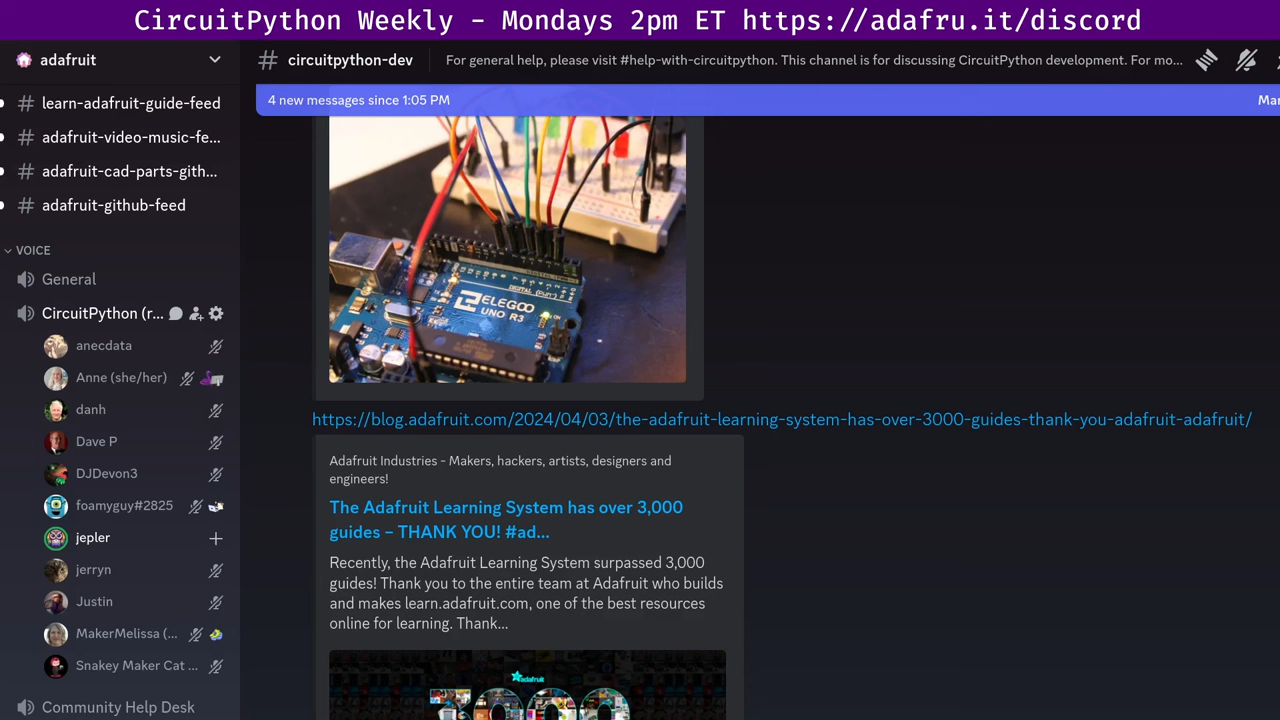 CircuitPython Weekly - Mondays 2pm ET https://adafru.it/discord
adafruit
# circuitpython-dev
For general help, please visit #help-with-circuitpython. This channel is for discussing CircuitPython development. For mo...
4 new messages since 1:05 PM
Mar
# learn-adafruit-guide-feed
# adafruit-video-music-fe...
# adafruit-cad-parts-gith...
# adafruit-github-feed
VOICE
General
CircuitPython (r...
anecdata
Anne (she/her)
danh
Dave P
DJDevon3
foamyguy#2825
jepler
jerryn
Justin
MakerMelissa (...
Snakey Maker Cat ...
Community Help Desk
DIGITAL (PWM~)
ELEGOO
UNO R3
ON
https://blog.adafruit.com/2024/04/03/the-adafruit-learning-system-has-over-3000-guides-thank-you-adafruit-adafruit/
Adafruit Industries - Makers, hackers, artists, designers and
engineers!
The Adafruit Learning System has over 3,000
guides – THANK YOU! #ad...
Recently, the Adafruit Learning System surpassed 3,000
guides! Thank you to the entire team at Adafruit who builds
and makes learn.adafruit.com, one of the best resources
online for learning. Thank...
adafruit
3000